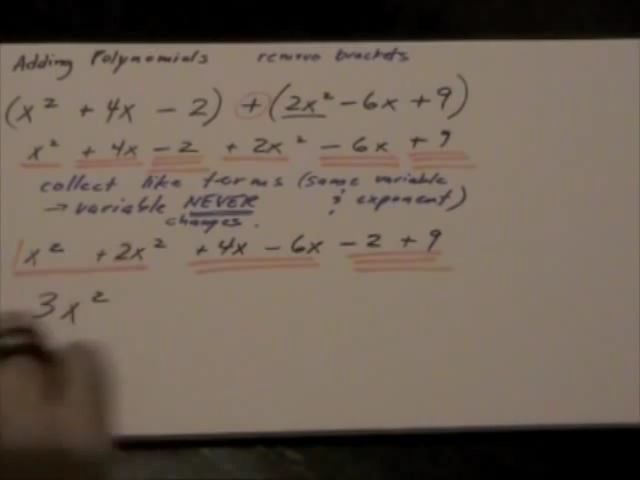 Adding Polynomials remove brackets
(x² + 4x - 2) + (2x² - 6x + 9)
x² + 4x - 2 + 2x² - 6x + 9
collect like terms (same variable
→ variable NEVER & exponent)
changes.
x² + 2x² + 4x - 6x - 2 + 9
3x²